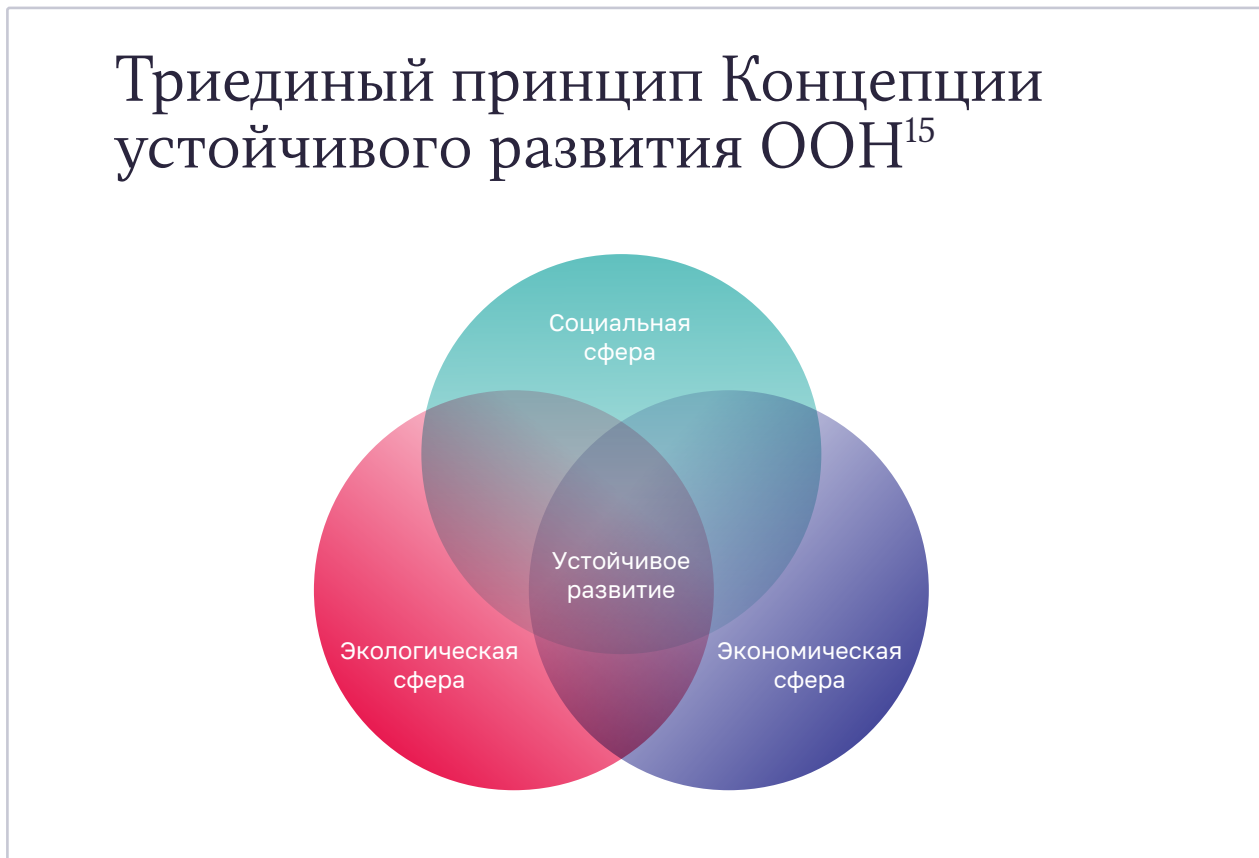 Триединый принцип Концепции
устойчивого развития ООН¹⁵
Социальная
сфера
Устойчивое
развитие
Экологическая
сфера
Экономическая
сфера